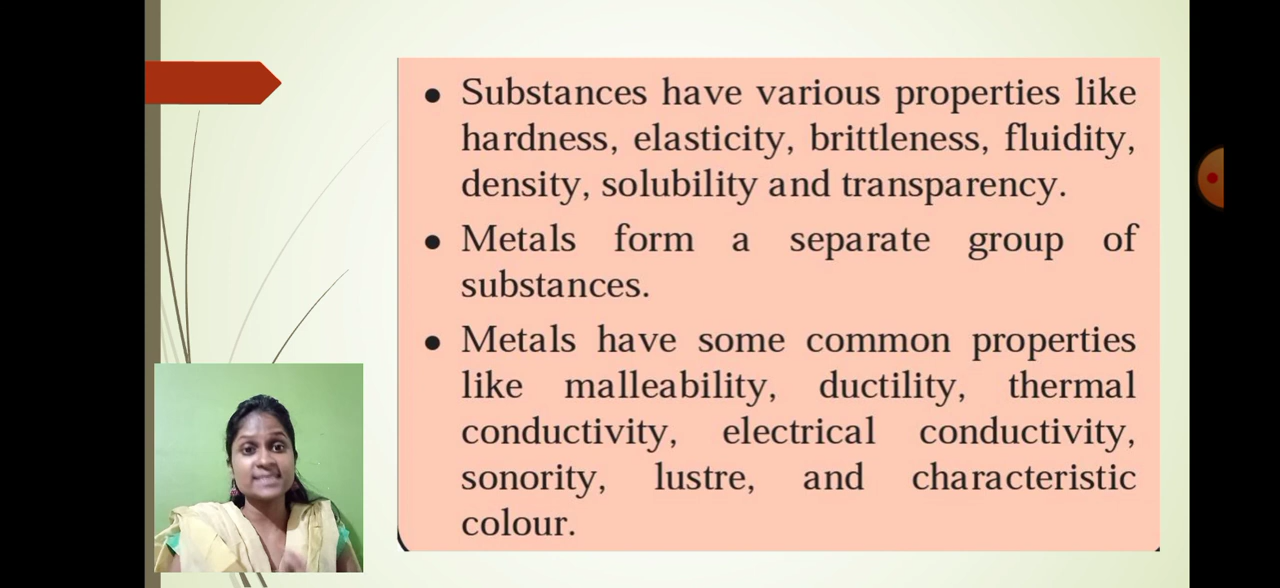 • Substances have various properties like
hardness, elasticity, brittleness, fluidity,
density, solubility and transparency.
• Metals form a separate group of
substances.
• Metals have some common properties
like malleability, ductility, thermal
conductivity, electrical conductivity,
sonority, lustre, and characteristic
colour.